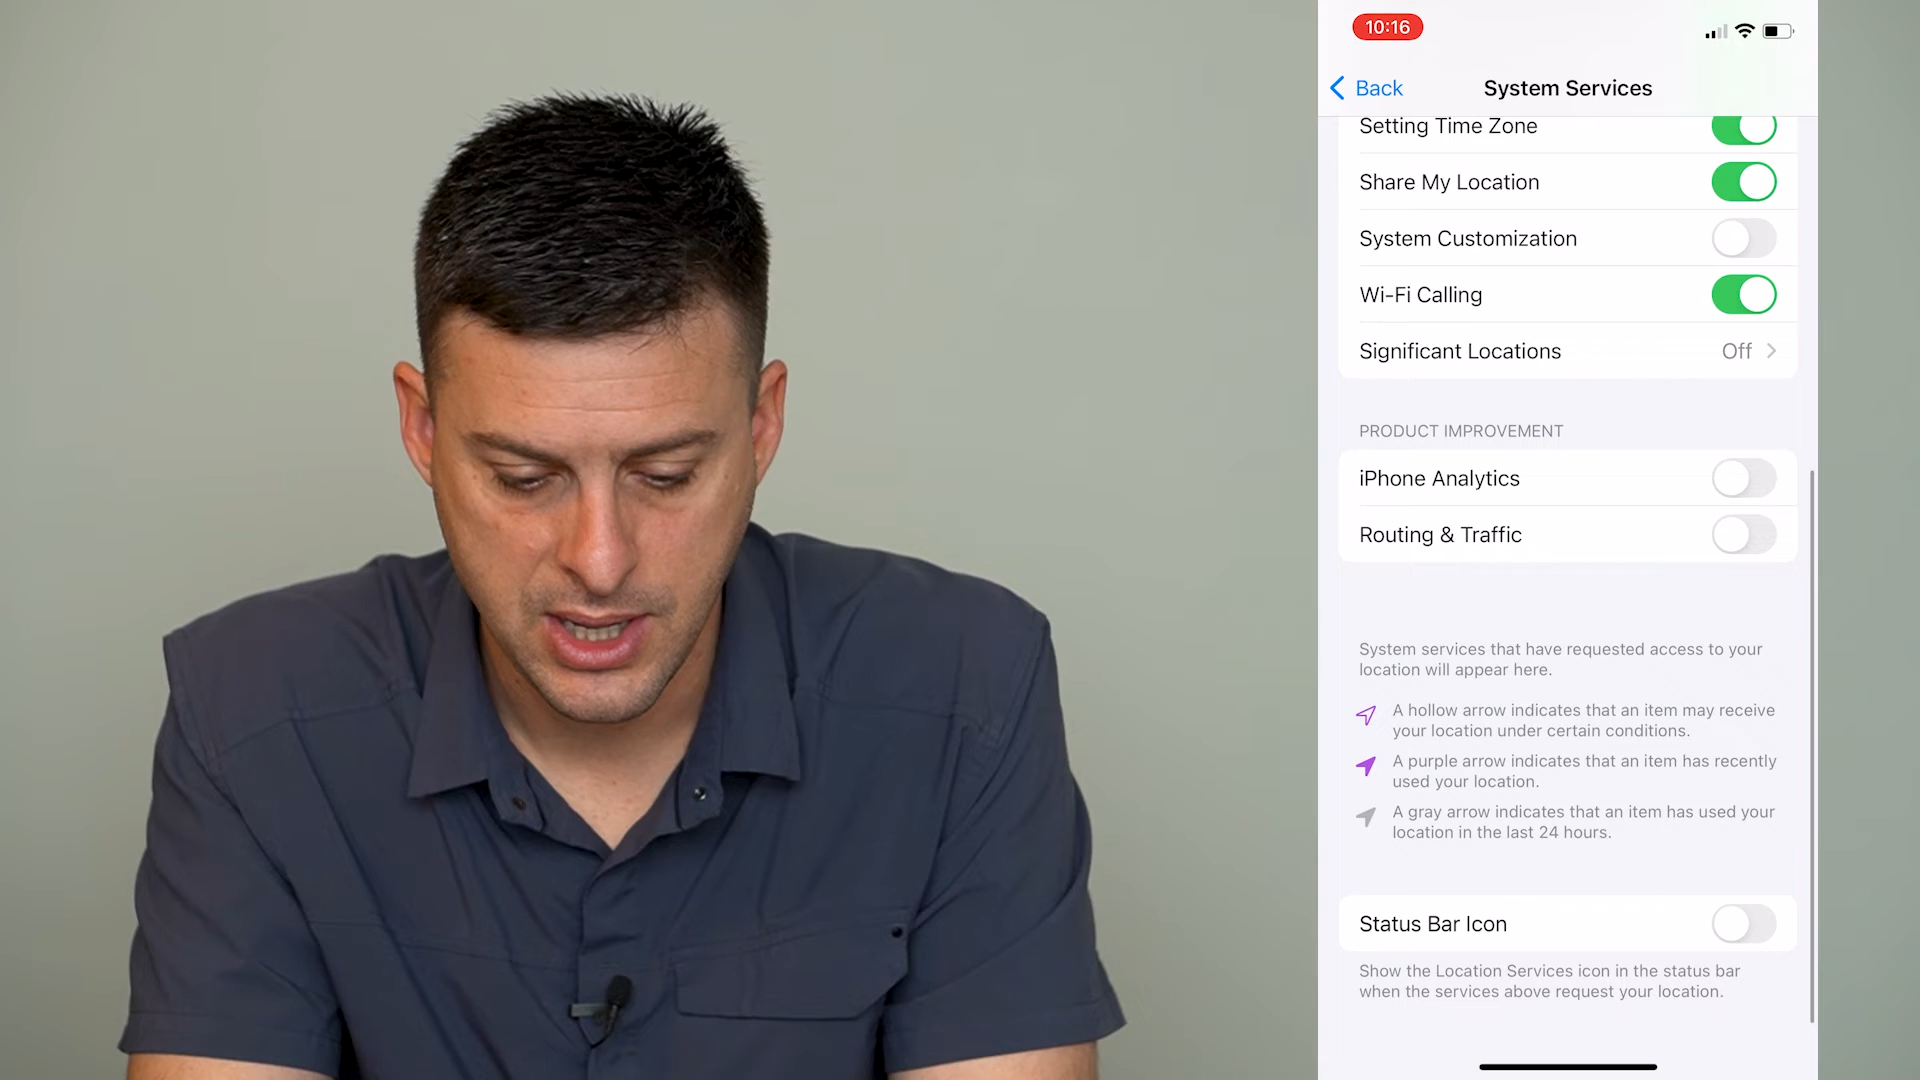 10:16
Back
System Services
Setting Time Zone
Share My Location
System Customization
Wi-Fi Calling
Significant Locations Off
PRODUCT IMPROVEMENT
iPhone Analytics
Routing & Traffic
System services that have requested access to your
location will appear here.
A hollow arrow indicates that an item may receive
your location under certain conditions.
A purple arrow indicates that an item has recently
used your location.
A gray arrow indicates that an item has used your
location in the last 24 hours.
Status Bar Icon
Show the Location Services icon in the status bar
when the services above request your location.